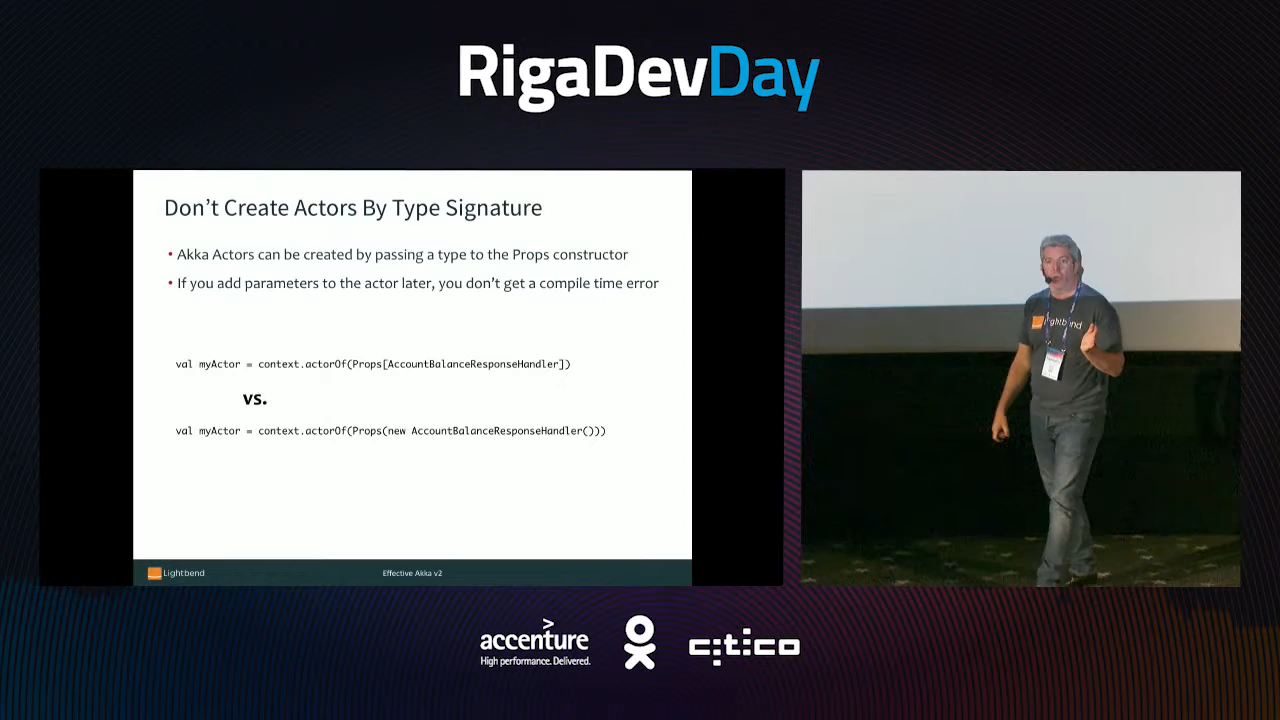 RigaDevDay
Don't Create Actors By Type Signature
• Akka Actors can be created by passing a type to the Props constructor
• If you add parameters to the actor later, you don't get a compile time error
val myActor = context.actorOf(Props[AccountBalanceResponseHandler])
vs.
val myActor = context.actorOf(Props(new AccountBalanceResponseHandler()))
Lightbend
Effective Akka v2
lightbend
>
accenture
High performance. Delivered.
citico